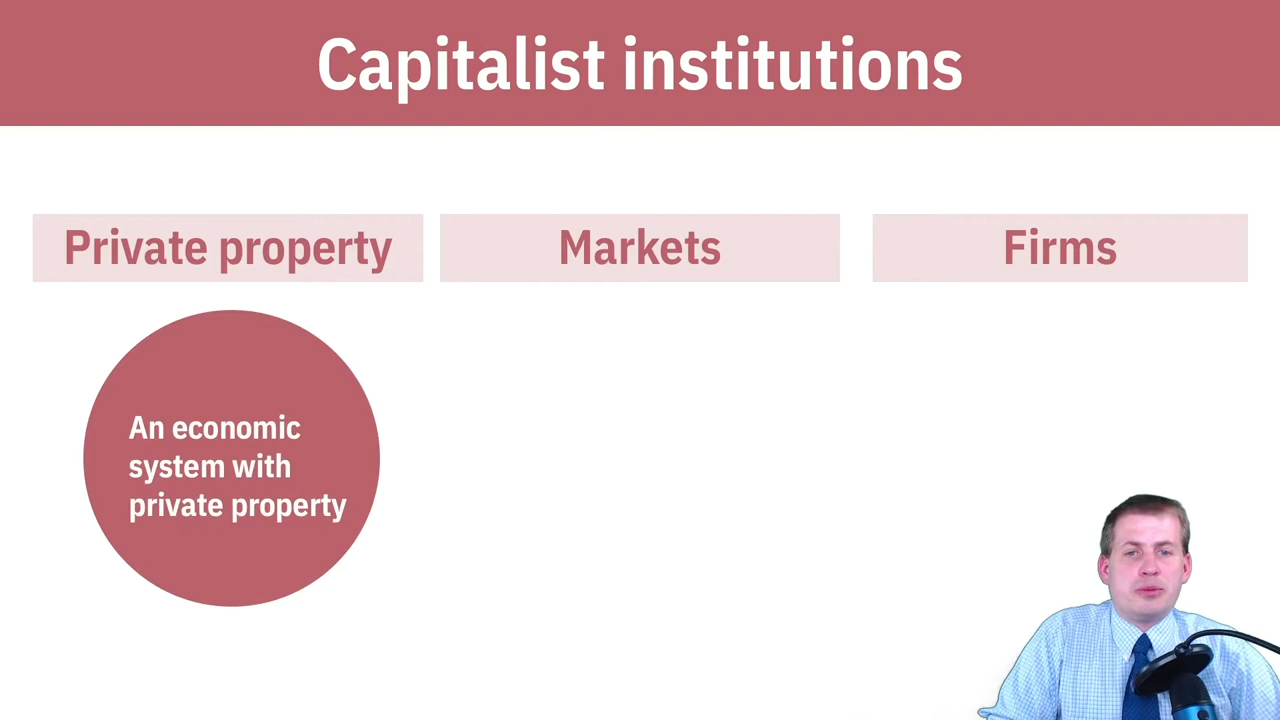 Capitalist institutions
Private property
Markets
Firms
An economic
system with
private property